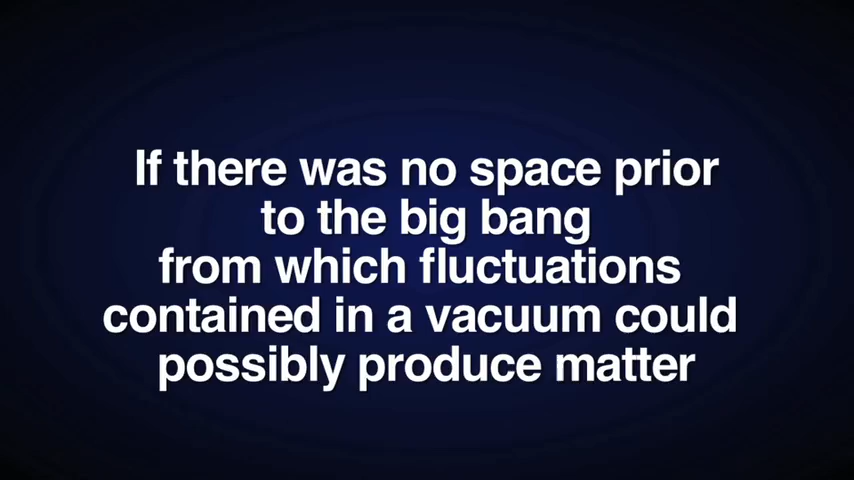 If there was no space prior
to the big bang
from which fluctuations
contained in a vacuum could
possibly produce matter